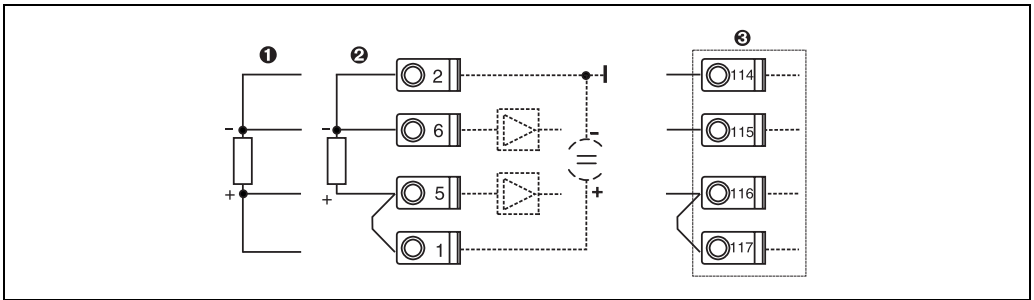 ❶ ❷ ❸
2 114
- - 6 - 115
+ + 5 + 116
1 117